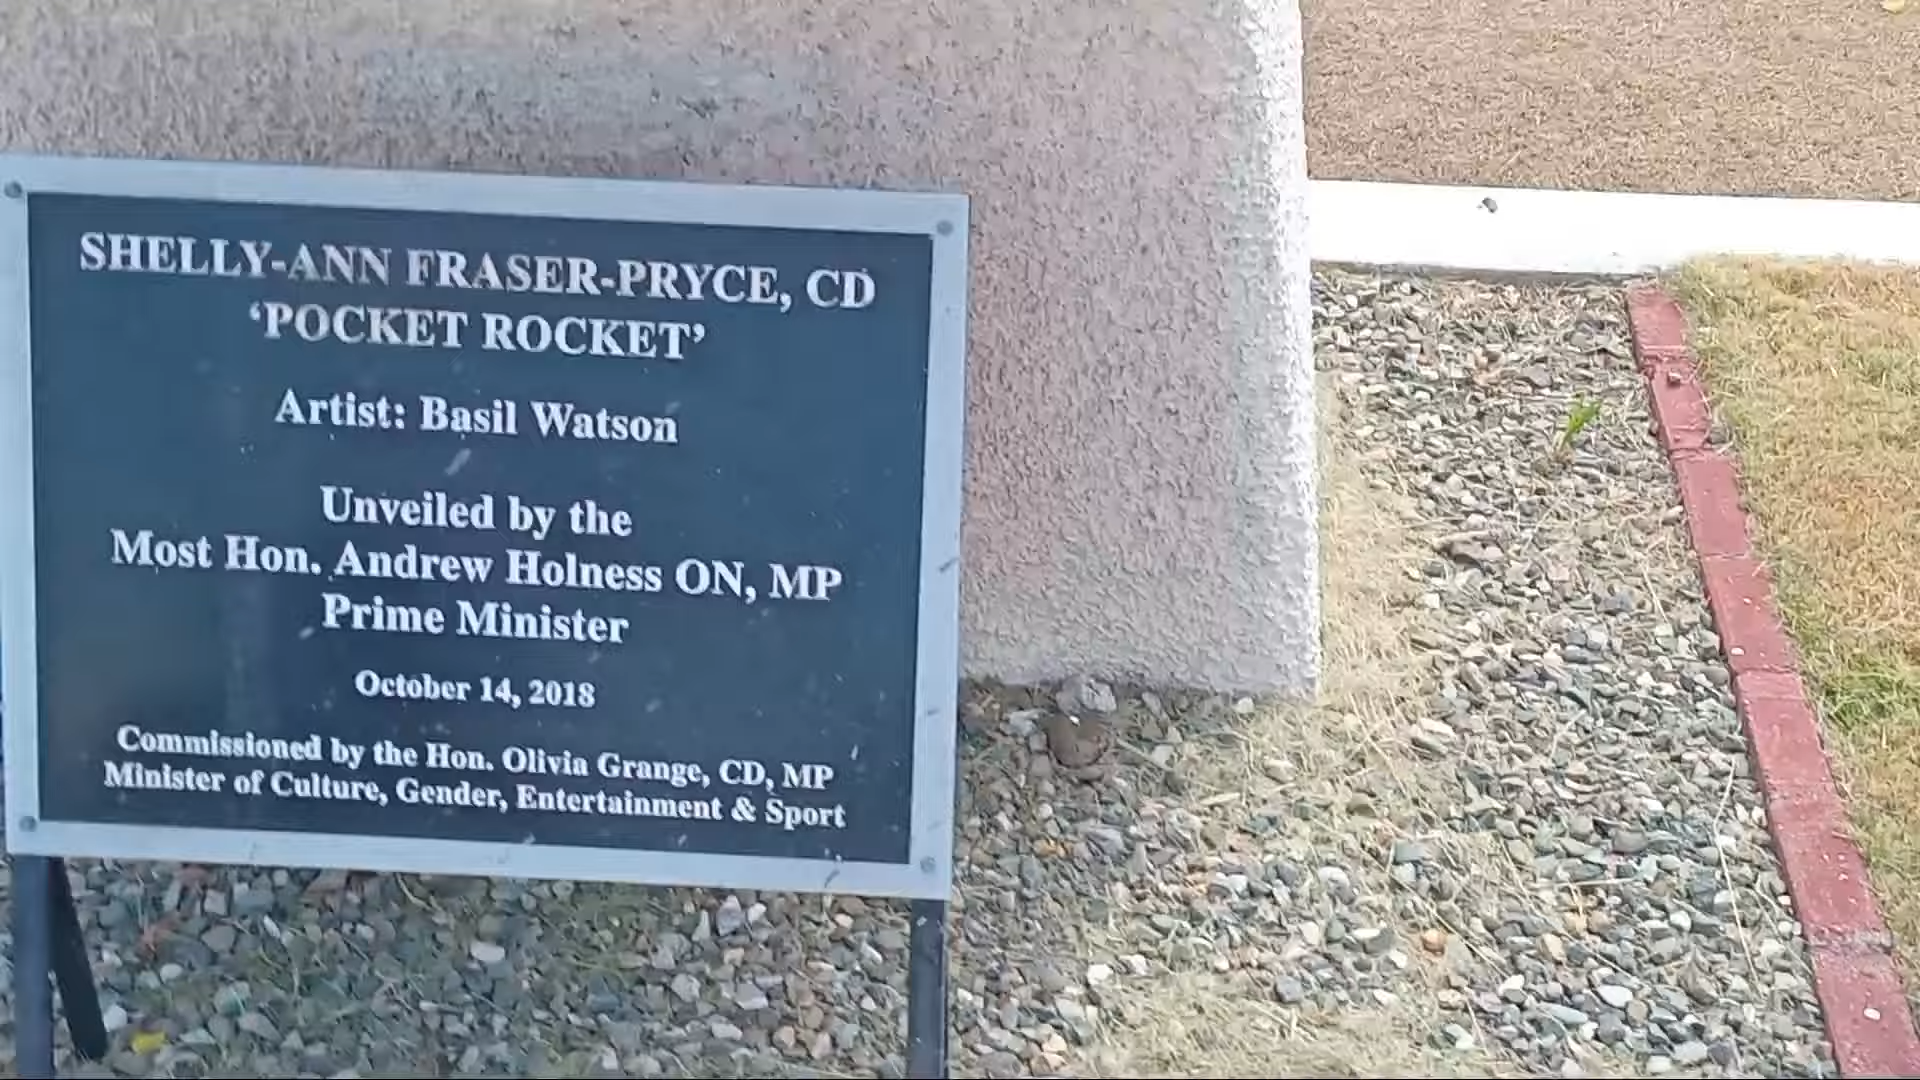 SHELLY-ANN FRASER-PRYCE, CD
‘POCKET ROCKET’
Artist: Basil Watson
Unveiled by the
Most Hon. Andrew Holness ON, MP
Prime Minister
October 14, 2018
Commissioned by the Hon. Olivia Grange, CD, MP
Minister of Culture, Gender, Entertainment & Sport